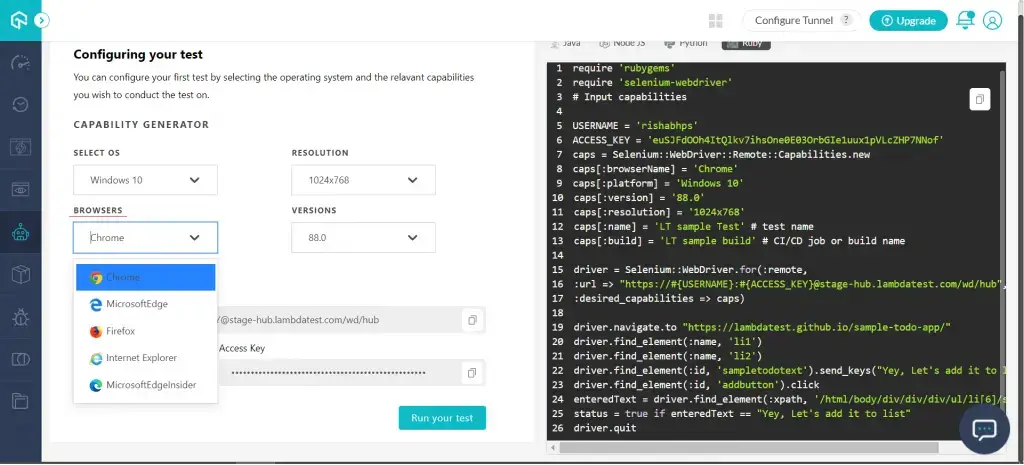 Configure Tunnel ?
Upgrade
Configuring your test
You can configure your first test by selecting the operating system and the relavant capabilities
you wish to conduct the test on.
CAPABILITY GENERATOR
SELECT OS
RESOLUTION
Windows 10
1024x768
BROWSERS
VERSIONS
Chrome
88.0
Chrome
MicrosoftEdge
Firefox
Internet Explorer
MicrosoftEdgeInsider
Y@stage-hub.lambdatest.com/wd/hub
Access Key
Run your test
Java
Node JS
Python
Ruby
1 require 'rubygems'
2 require 'selenium-webdriver'
3 # Input capabilities
4
5 USERNAME = 'rishabhps'
6 ACCESS_KEY = 'euSJFdOOh4ItQlkv7ihsOne0E03OrbGIe1uux1pVLcZHP7NNof'
7 caps = Selenium::WebDriver::Remote::Capabilities.new
8 caps[:browserName] = 'Chrome'
9 caps[:platform] = 'Windows 10'
10 caps[:version] = '88.0'
11 caps[:resolution] = '1024x768'
12 caps[:name] = 'LT sample Test' # test name
13 caps[:build] = 'LT sample build' # CI/CD job or build name
14
15 driver = Selenium::WebDriver.for(:remote,
16 :url => "https://#{USERNAME}:#{ACCESS_KEY}@stage-hub.lambdatest.com/wd/hub",
17 :desired_capabilities => caps)
18
19 driver.navigate.to "https://lambdatest.github.io/sample-todo-app/"
20 driver.find_element(:name, 'li1')
21 driver.find_element(:name, 'li2')
22 driver.find_element(:id, 'sampletodotext').send_keys("Yey, Let's add it to l
23 driver.find_element(:id, 'addbutton').click
24 enteredText = driver.find_element(:xpath, '/html/body/div/div/div/ul/li[6]/s
25 status = true if enteredText == "Yey, Let's add it to list"
26 driver.quit